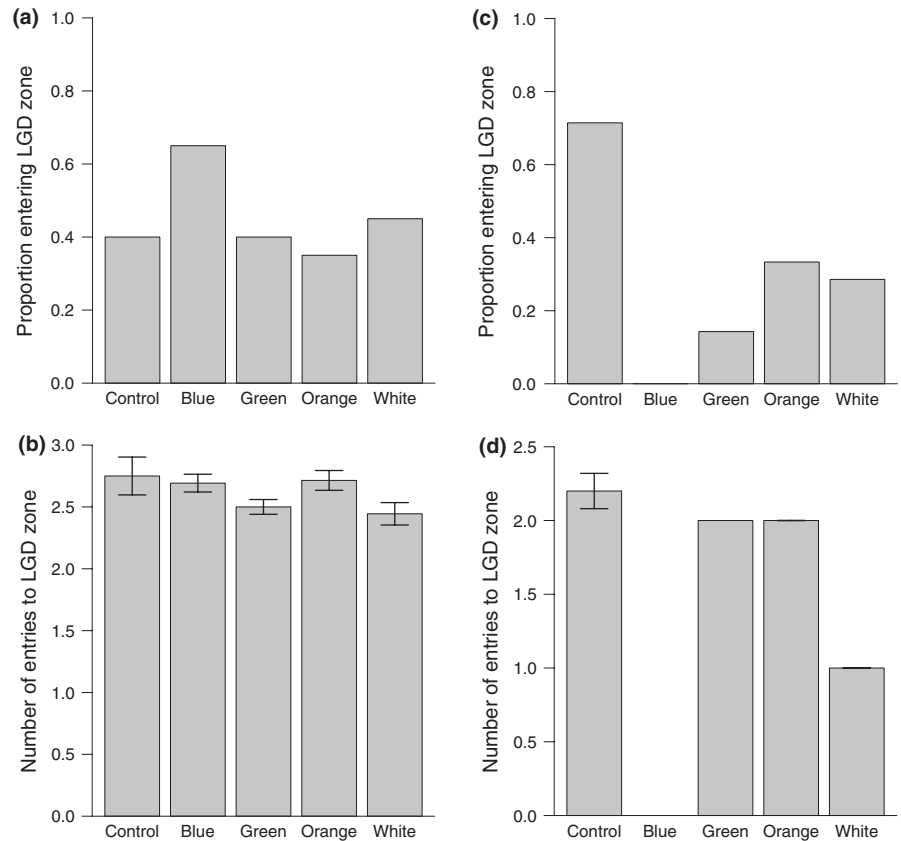 (a)
Proportion entering LGD zone
1.0
0.8
0.6
0.4
0.2
0.0
Control Blue Green Orange White
(c)
Proportion entering LGD zone
1.0
0.8
0.6
0.4
0.2
0.0
Control Blue Green Orange White
(b)
Number of entries to LGD zone
3.0
2.5
2.0
1.5
1.0
0.5
0.0
Control Blue Green Orange White
(d)
Number of entries to LGD zone
2.5
2.0
1.5
1.0
0.5
0.0
Control Blue Green Orange White